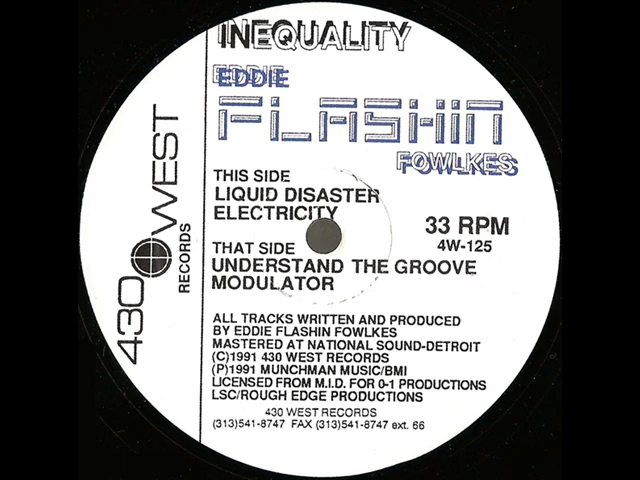 INEQUALITY
EDDIE
FLASHIN
FOWLKES
430 WEST
RECORDS
THIS SIDE
LIQUID DISASTER
ELECTRICITY
33 RPM
4W-125
THAT SIDE
UNDERSTAND THE GROOVE
MODULATOR
ALL TRACKS WRITTEN AND PRODUCED
BY EDDIE FLASHIN FOWLKES
MASTERED AT NATIONAL SOUND-DETROIT
(C)1991 430 WEST RECORDS
(P)1991 MUNCHMAN MUSIC/BMI
LICENSED FROM M.I.D. FOR 0-1 PRODUCTIONS
LSC/ROUGH EDGE PRODUCTIONS
430 WEST RECORDS
(313)541-8747 FAX (313)541-8747 ext. 66